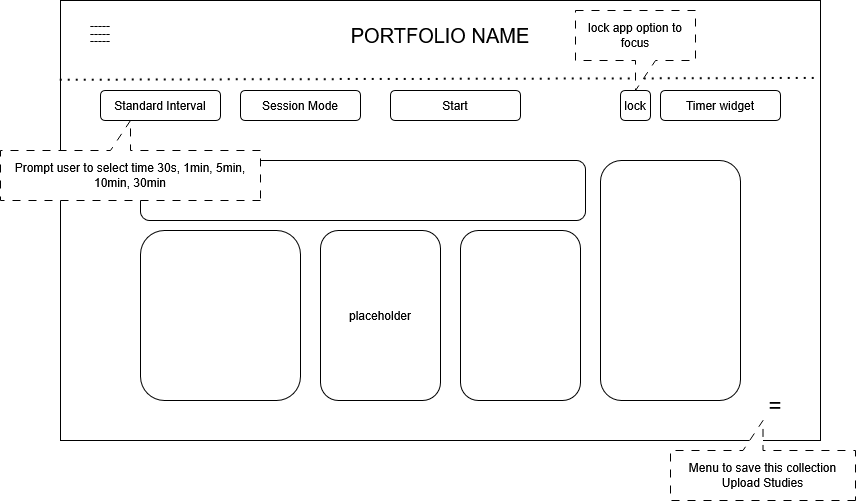 PORTFOLIO NAME
lock app option to
focus
Standard Interval
Session Mode
Start
lock
Timer widget
Prompt user to select time 30s, 1min, 5min,
10min, 30min
placeholder
=
Menu to save this collection
Upload Studies